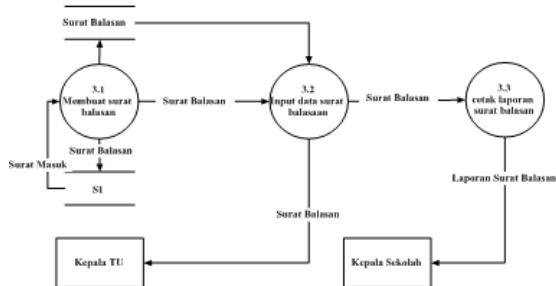 Surat Balasan
3.1
Membuat surat
balasan
Surat Balasan
3.2
Input data surat
balasaan
Surat Balasan
3.3
cetak laporan
surat balasan
Surat Balasan
Surat Masuk
S1
Laporan Surat Balasan
Surat Balasan
Kepala TU
Kepala Sekolah